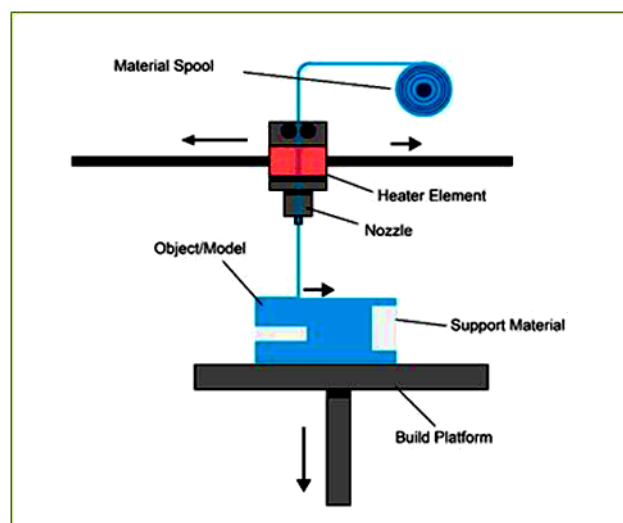 Material Spool
Heater Element
Nozzle
Object/Model
Support Material
Build Platform